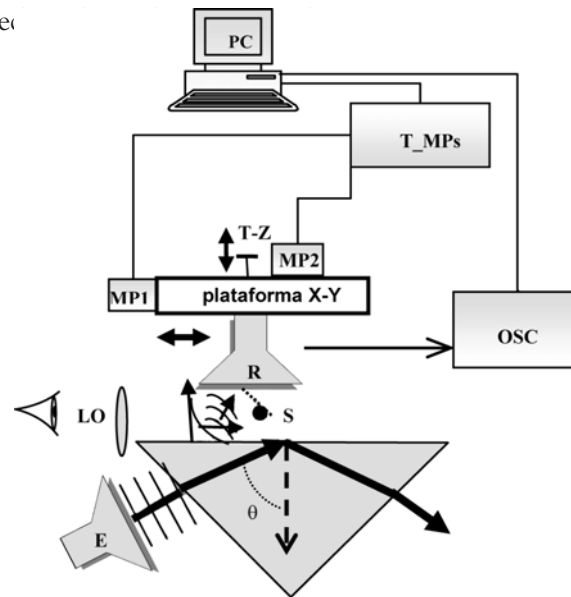 PC
T_MPs
T-Z
MP2
MP1
plataforma X-Y
OSC
R
LO
S
θ
E